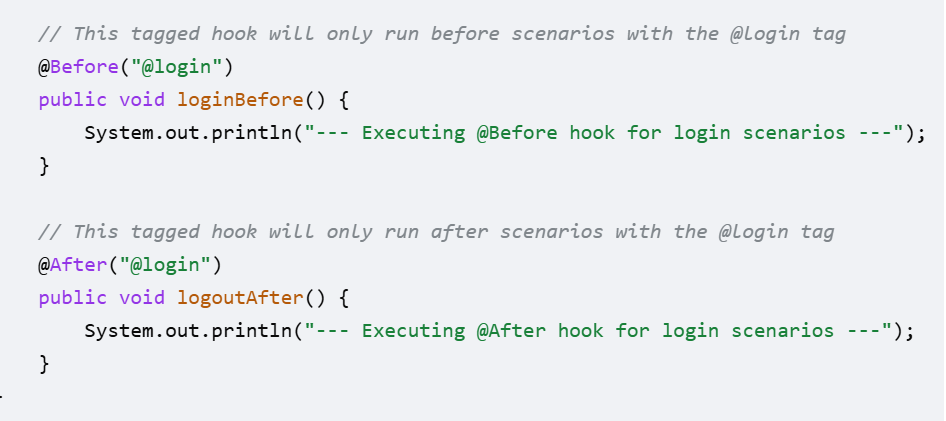 // This tagged hook will only run before scenarios with the @login tag
@Before("@login")
public void loginBefore() {
    System.out.println("--- Executing @Before hook for login scenarios ---");
}

// This tagged hook will only run after scenarios with the @login tag
@After("@login")
public void logoutAfter() {
    System.out.println("--- Executing @After hook for login scenarios ---");
}